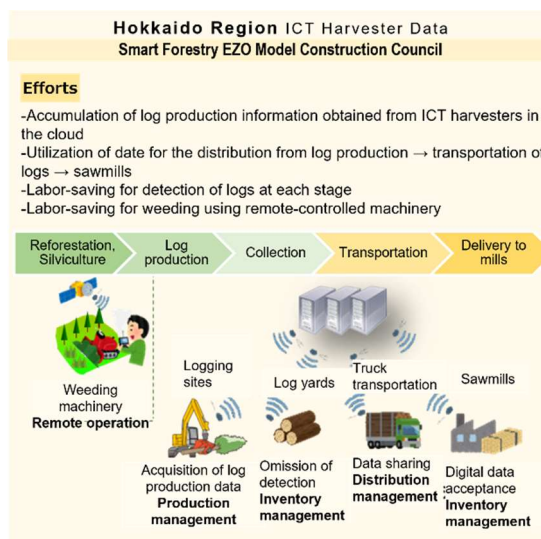 Hokkaido Region ICT Harvester Data
Smart Forestry EZO Model Construction Council
Efforts
-Accumulation of log production information obtained from ICT harvesters in
the cloud
-Utilization of date for the distribution from log production → transportation of
logs → sawmills
-Labor-saving for detection of logs at each stage
-Labor-saving for weeding using remote-controlled machinery
Reforestation,
Silviculture
Log
production
Collection
Transportation
Delivery to
mills
Weeding
machinery
Remote operation
Logging
sites
Log yards
Truck
transportation
Sawmills
Acquisition of log
production data
Production
management
Omission of
detection
Inventory
management
Data sharing
Distribution
management
Digital data
acceptance
Inventory
management